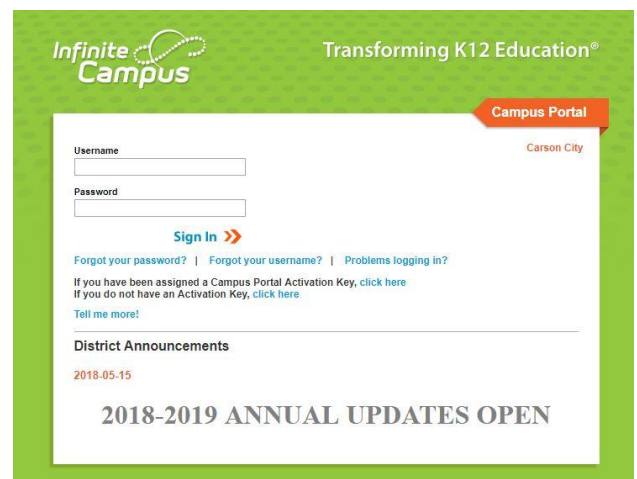 Infinite
Campus
Transforming K12 Education®
Campus Portal
Carson City
Username
Password
Sign In
Forgot your password? | Forgot your username? | Problems logging in?
If you have been assigned a Campus Portal Activation Key, click here
If you do not have an Activation Key, click here
Tell me more!
District Announcements
2018-05-15
2018-2019 ANNUAL UPDATES OPEN